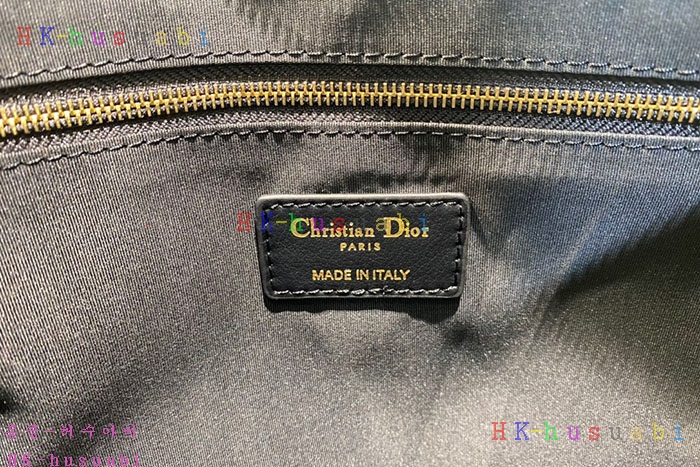 HK-husuabi
HK-husuabi
Christian Dior
PARIS
MADE IN ITALY
HK-husuabi
HK-husuabi